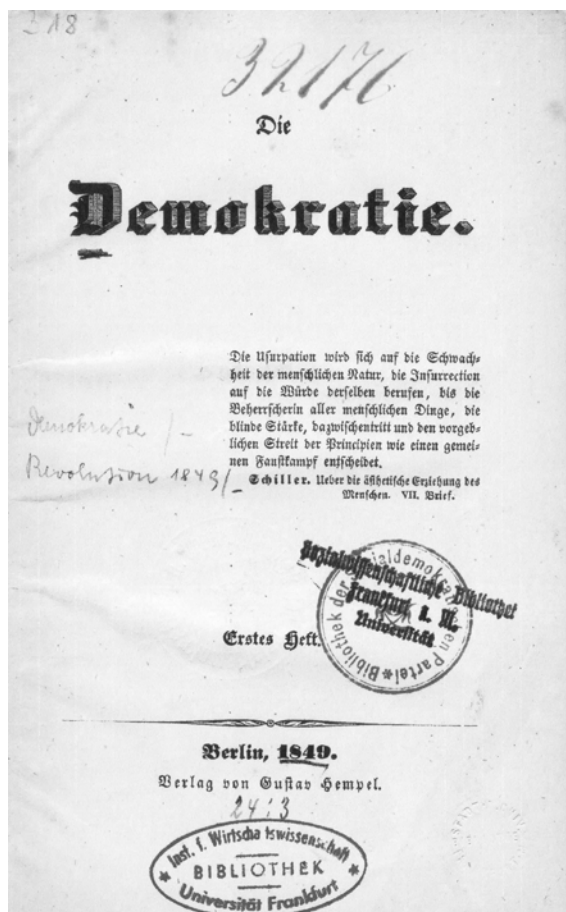 318
32176
Die
Demokratie.
Die Usurpation wird sich auf die Schwach-
heit der menschlichen Natur, die Insurrection
auf die Würde derselben berufen, bis die
Beherrscherin aller menschlichen Dinge, die
blinde Stärke, dazwischentritt und den vorgeb-
lichen Streit der Principien wie einen gemei-
nen Faustkampf entscheidet.
Schiller. Ueber die ästhetische Erziehung des
Menschen. VII. Brief.
Demokratie /-
Revolution 1849/-
Sozialwissenschaftliche Bibliothek
Frankfurt a. M.
Universität
Bibliothek der Sozialdemokratischen Partei
Erstes Heft.
Berlin, 1849.
Verlag von Gustav Hempel.
24:3
Inst. f. Wirtschaftswissenschaft
BIBLIOTHEK
Universität Frankfurt